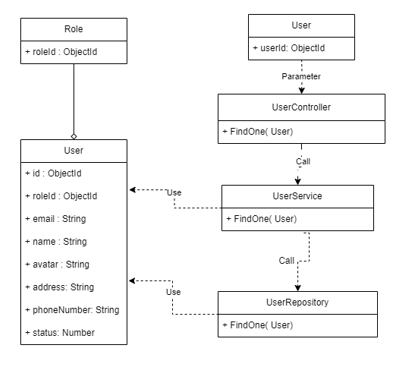 Role
+ roleId : ObjectId
User
+ userId: ObjectId
Parameter
UserController
+ FindOne( User)
Call
User
+ id : ObjectId
+ roleId : ObjectId
+ email : String
+ name : String
+ avatar : String
+ address: String
+ phoneNumber: String
+ status: Number
Use
UserService
+ FindOne( User)
Call
Use
UserRepository
+ FindOne( User)